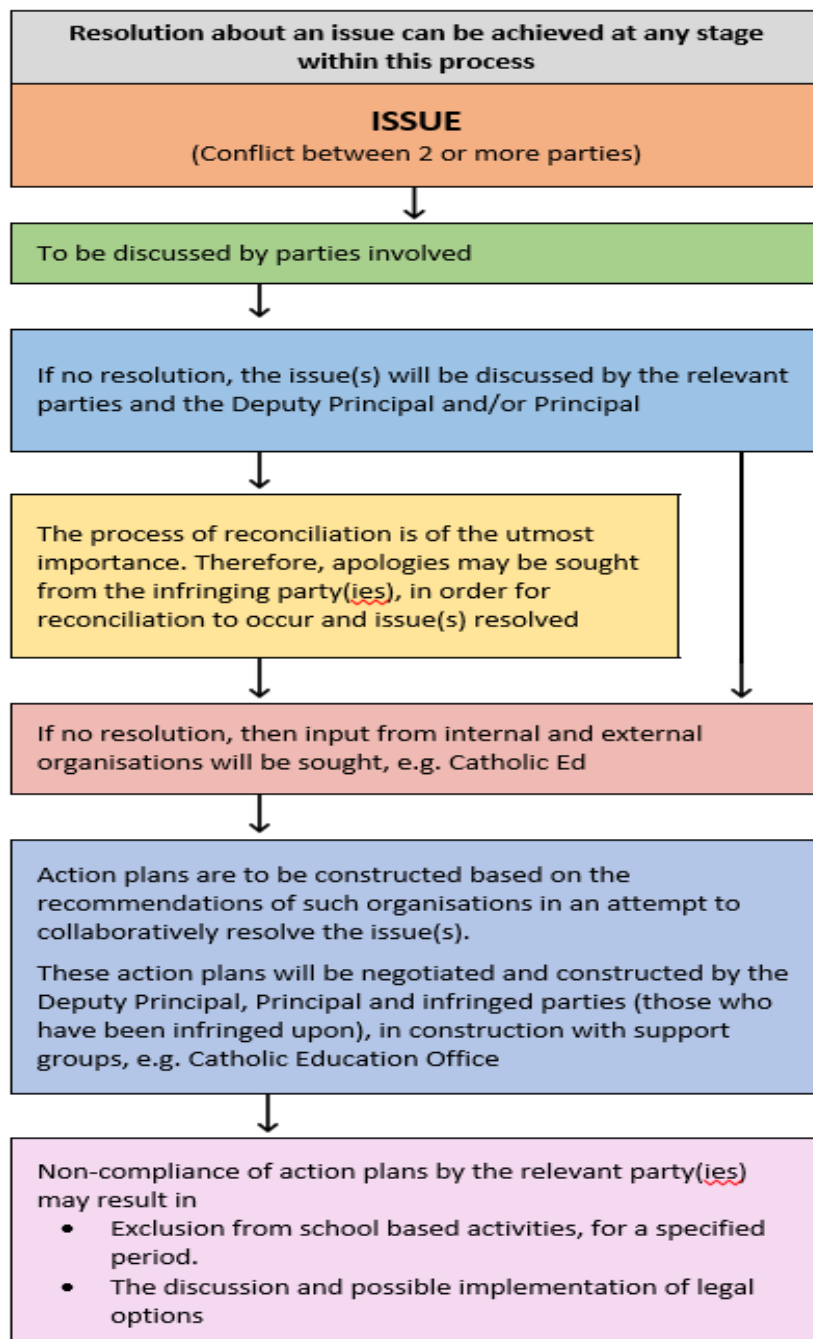 Resolution about an issue can be achieved at any stage
within this process
ISSUE
(Conflict between 2 or more parties)
To be discussed by parties involved
If no resolution, the issue(s) will be discussed by the relevant
parties and the Deputy Principal and/or Principal
The process of reconciliation is of the utmost
importance. Therefore, apologies may be sought
from the infringing party(ies), in order for
reconciliation to occur and issue(s) resolved
If no resolution, then input from internal and external
organisations will be sought, e.g. Catholic Ed
Action plans are to be constructed based on the
recommendations of such organisations in an attempt to
collaboratively resolve the issue(s).
These action plans will be negotiated and constructed by the
Deputy Principal, Principal and infringed parties (those who
have been infringed upon), in construction with support
groups, e.g. Catholic Education Office
Non-compliance of action plans by the relevant party(ies)
may result in
• Exclusion from school based activities, for a specified
period.
• The discussion and possible implementation of legal
options